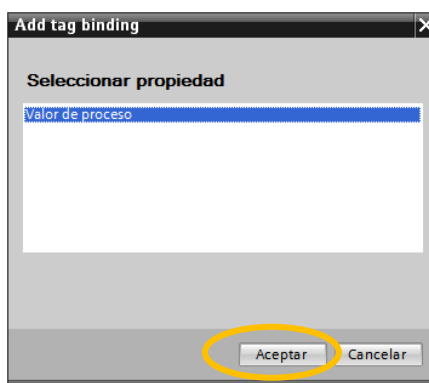 Add tag binding
Seleccionar propiedad
Valor de proceso
Aceptar Cancelar